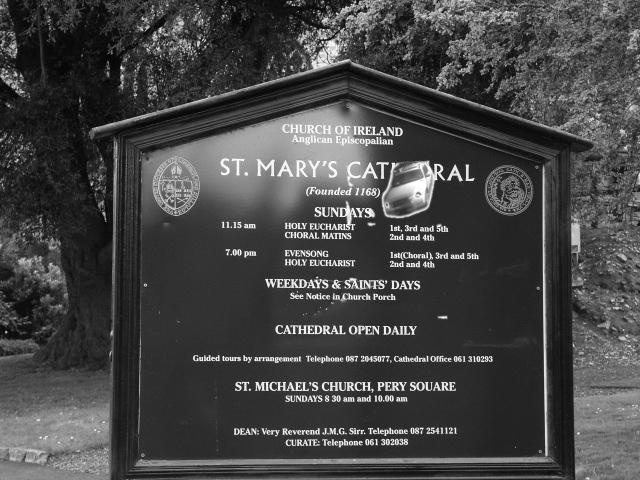 CHURCH OF IRELAND
Anglican Episcopalian
ST. MARY'S CATHEDRAL
(Founded 1168)
SUNDAYS
11.15 am HOLY EUCHARIST 1st, 3rd and 5th
CHORAL MATINS 2nd and 4th
7.00 pm EVENSONG 1st(Choral), 3rd and 5th
HOLY EUCHARIST 2nd and 4th
WEEKDAYS & SAINTS' DAYS
See Notice in Church Porch
CATHEDRAL OPEN DAILY
Guided tours by arrangement Telephone 087 2045077, Cathedral Office 061 310293
ST. MICHAEL'S CHURCH, PERY SQUARE
SUNDAYS 8 30 am and 10.00 am
DEAN: Very Reverend J.M.G. Sirr. Telephone 087 2541121
CURATE: Telephone 061 302038